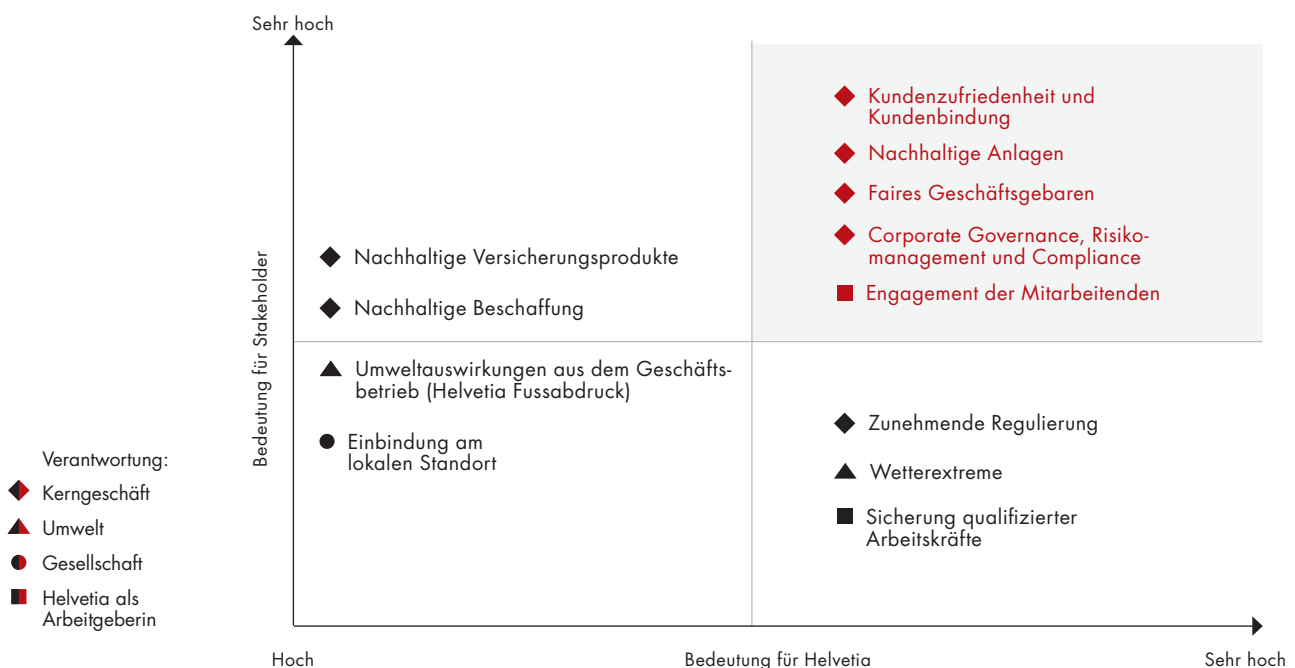 Sehr hoch
Bedeutung für Stakeholder
Kundenzufriedenheit und
Kundenbindung
Nachhaltige Anlagen
Faires Geschäftsgebaren
Corporate Governance, Risiko-
management und Compliance
Engagement der Mitarbeitenden
Nachhaltige Versicherungsprodukte
Nachhaltige Beschaffung
Umweltauswirkungen aus dem Geschäfts-
betrieb (Helvetia Fussabdruck)
Einbindung am
lokalen Standort
Zunehmende Regulierung
Wetterextreme
Sicherung qualifizierter
Arbeitskräfte
Verantwortung:
Kerngeschäft
Umwelt
Gesellschaft
Helvetia als
Arbeitgeberin
Hoch
Bedeutung für Helvetia
Sehr hoch